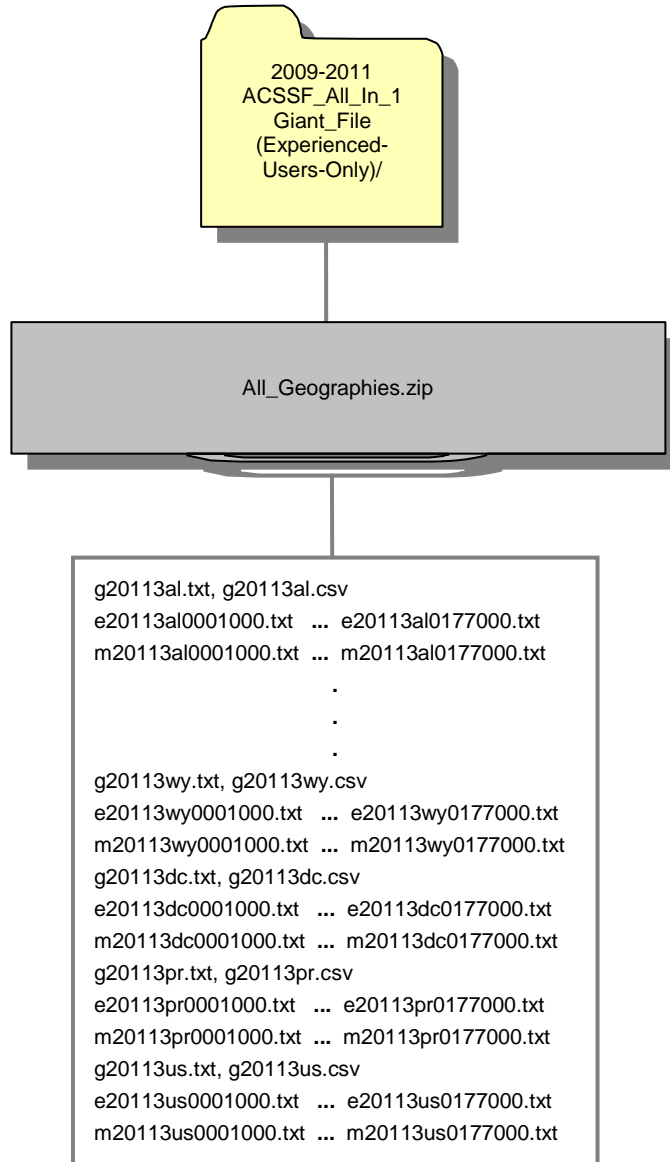 2009-2011
ACSSF_All_In_1
Giant_File
(Experienced-
Users-Only)/
All_Geographies.zip
g20113al.txt, g20113al.csv
e20113al0001000.txt ... e20113al0177000.txt
m20113al0001000.txt ... m20113al0177000.txt
.
.
.
g20113wy.txt, g20113wy.csv
e20113wy0001000.txt ... e20113wy0177000.txt
m20113wy0001000.txt ... m20113wy0177000.txt
g20113dc.txt, g20113dc.csv
e20113dc0001000.txt ... e20113dc0177000.txt
m20113dc0001000.txt ... m20113dc0177000.txt
g20113pr.txt, g20113pr.csv
e20113pr0001000.txt ... e20113pr0177000.txt
m20113pr0001000.txt ... m20113pr0177000.txt
g20113us.txt, g20113us.csv
e20113us0001000.txt ... e20113us0177000.txt
m20113us0001000.txt ... m20113us0177000.txt